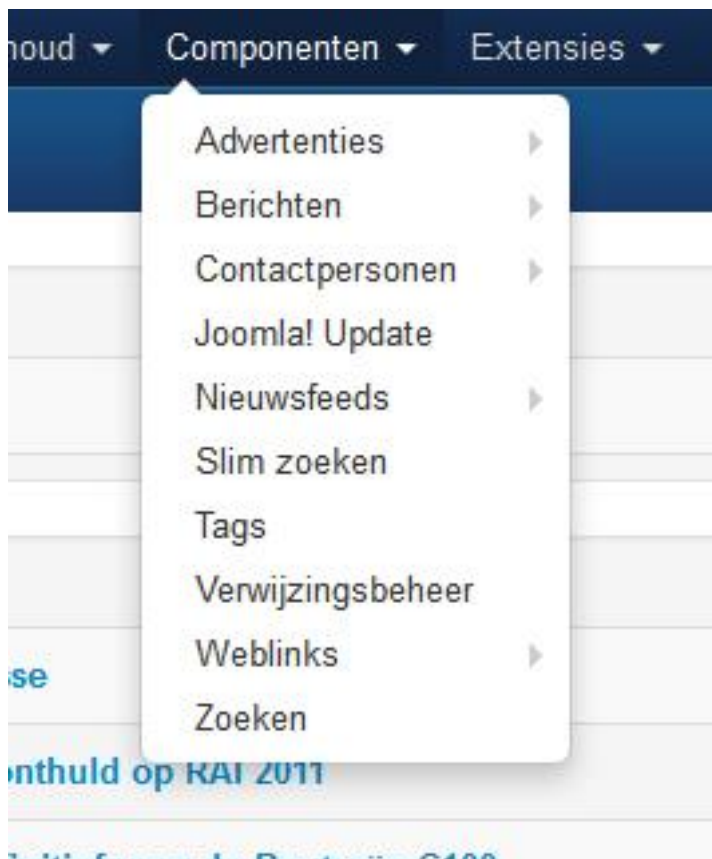 houd Componenten Extensies
Advertenties
Berichten
Contactpersonen
Joomla! Update
Nieuwsfeeds
Slim zoeken
Tags
Verwijzingsbeheer
Weblinks
sse
Zoeken
onthuld op RAI 2011